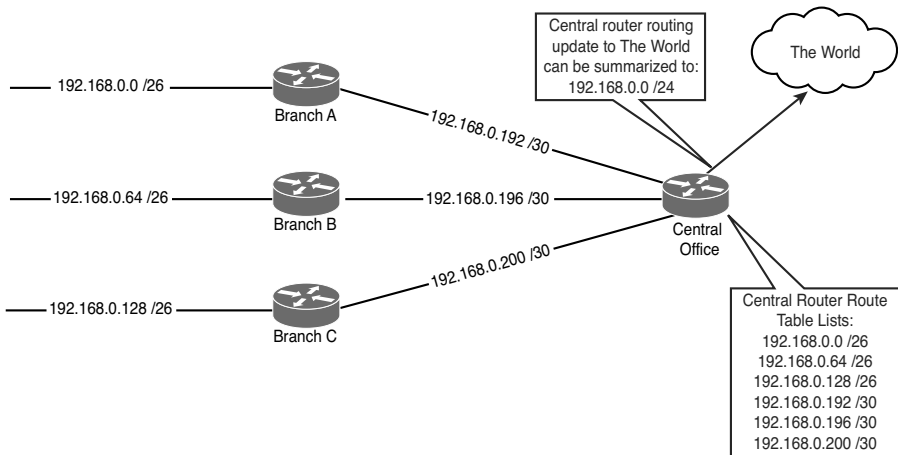 Central router routing
update to The World
can be summarized to:
192.168.0.0 /24
The World
192.168.0.0 /26
Branch A
192.168.0.192 /30
192.168.0.64 /26
Branch B
192.168.0.196 /30
Central
Office
192.168.0.200 /30
192.168.0.128 /26
Branch C
Central Router Route
Table Lists:
192.168.0.0 /26
192.168.0.64 /26
192.168.0.128 /26
192.168.0.192 /30
192.168.0.196 /30
192.168.0.200 /30